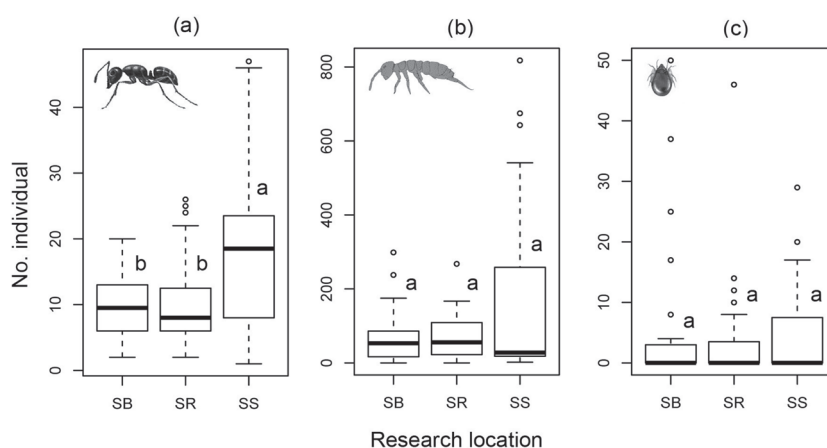 (a) (b) (c)
No. individual
0 10 20 30 40
b b a
SB SR SS
0 200 400 600 800
a a a
SB SR SS
0 10 20 30 40 50
a a a
SB SR SS
Research location